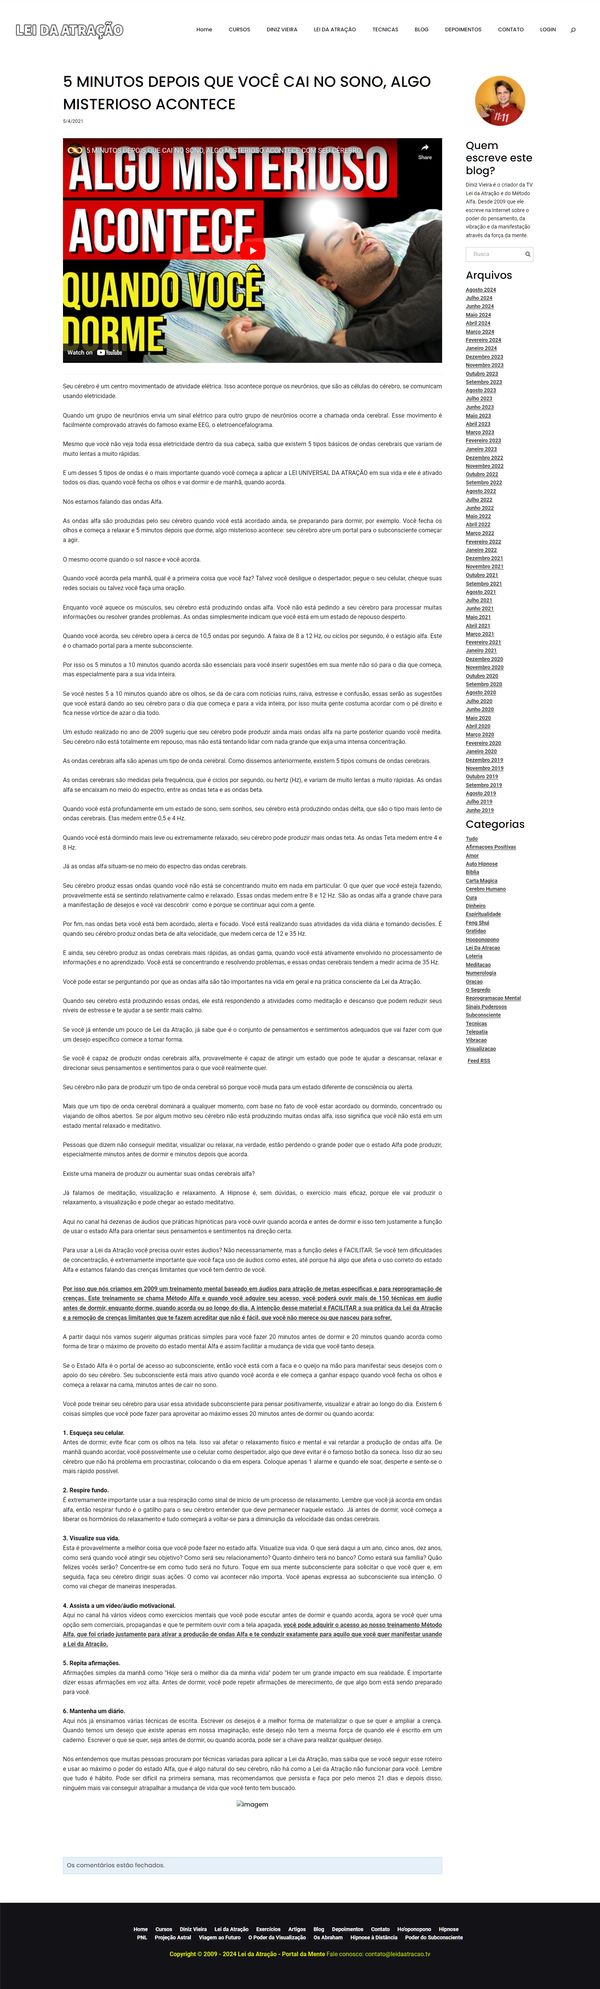 LEI DA ATRAÇÃO
Home CURSOS DINIZ VIEIRA LEI DA ATRAÇÃO TECNICAS BLOG DEPOIMENTOS CONTATO LOGIN
5 MINUTOS DEPOIS QUE VOCÊ CAI NO SONO, ALGO
MISTERIOSO ACONTECE
5/4/2021
5 MINUTOS DEPOIS QUE CAI NO SONO, ALGO MISTERIOSO ACONTECE COM SEU CÉREBRO
Share
ALGO MISTERIOSO
ACONTECE
QUANDO VOCÊ
DORME
Watch on YouTube
Seu cérebro é um centro movimentado de atividade elétrica. Isso acontece porque os neurônios, que são as células do cérebro, se comunicam
usando eletricidade.
Quando um grupo de neurônios envia um sinal elétrico para outro grupo de neurônios ocorre a chamada onda cerebral. Esse movimento é
facilmente comprovado através do famoso exame EEG, o eletroencefalograma.
Mesmo que você não veja toda essa eletricidade dentro da sua cabeça, saiba que existem 5 tipos básicos de ondas cerebrais que variam de
muito lentas a muito rápidas.
E um desses 5 tipos de ondas é o mais importante quando você começa a aplicar a LEI UNIVERSAL DA ATRAÇÃO em sua vida e ele é ativado
todos os dias, quando você fecha os olhos e vai dormir e de manhã, quando acorda.
Nós estamos falando das ondas Alfa.
As ondas alfa são produzidas pelo seu cérebro quando você está acordado ainda, se preparando para dormir, por exemplo. Você fecha os
olhos e começa a relaxar e 5 minutos depois que dorme, algo misterioso acontece: seu cérebro abre um portal para o subconsciente começar
a agir.
O mesmo ocorre quando o sol nasce e você acorda.
Quando você acorda pela manhã, qual é a primeira coisa que você faz? Talvez você desligue o despertador, pegue o seu celular, cheque suas
redes sociais ou talvez você faça uma oração.
Enquanto você aquece os músculos, seu cérebro está produzindo ondas alfa. Você não está pedindo a seu cérebro para processar muitas
informações ou resolver grandes problemas. As ondas simplesmente indicam que você está em um estado de repouso desperto.
Quando você acorda, seu cérebro opera a cerca de 10,5 ondas por segundo. A faixa de 8 a 12 Hz, ou ciclos por segundo, é o estágio alfa. Este
é o chamado portal para a mente subconsciente.
Por isso os 5 minutos a 10 minutos quando acorda são essenciais para você inserir sugestões em sua mente não só para o dia que começa,
mas especialmente para a sua vida inteira.
Se você nestes 5 a 10 minutos quando abre os olhos, se dá de cara com notícias ruins, raiva, estresse e confusão, essas serão as sugestões
que você estará dando ao seu cérebro para o dia que começa e para a vida inteira, por isso muita gente costuma acordar com o pé direito e
fica nesse vórtice de azar o dia todo.
Um estudo realizado no ano de 2009 sugeriu que seu cérebro pode produzir ainda mais ondas alfa na parte posterior quando você medita.
Seu cérebro não está totalmente em repouso, mas não está tentando lidar com nada grande que exija uma intensa concentração.
As ondas cerebrais alfa são apenas um tipo de onda cerebral. Como dissemos anteriormente, existem 5 tipos comuns de ondas cerebrais.
As ondas cerebrais são medidas pela frequência, que é ciclos por segundo, ou hertz (Hz), e variam de muito lentas a muito rápidas. As ondas
alfa se encaixam no meio do espectro, entre as ondas teta e as ondas beta.
Quando você está profundamente em um estado de sono, sem sonhos, seu cérebro está produzindo ondas delta, que são o tipo mais lento de
ondas cerebrais. Elas medem entre 0,5 e 4 Hz.
Quando você está dormindo mais leve ou extremamente relaxado, seu cérebro pode produzir mais ondas teta. As ondas Teta medem entre 4 e
8 Hz.
Já as ondas alfa situam-se no meio do espectro das ondas cerebrais.
Seu cérebro produz essas ondas quando você não está se concentrando muito em nada em particular. O que quer que você esteja fazendo,
provavelmente está se sentindo relativamente calmo e relaxado. Essas ondas medem entre 8 e 12 Hz. São as ondas alfa a grande chave para
a manifestação de desejos e você vai descobrir como e porque se continuar aqui com a gente.
Por fim, nas ondas beta você está bem acordado, alerta e focado. Você está realizando suas atividades da vida diária e tomando decisões. É
quando seu cérebro produz ondas beta de alta velocidade, que medem cerca de 12 e 35 Hz.
E ainda, seu cérebro produz as ondas cerebrais mais rápidas, as ondas gama, quando você está ativamente envolvido no processamento de
informações e no aprendizado. Você está se concentrando e resolvendo problemas, e essas ondas cerebrais tendem a medir acima de 35 Hz.
Você pode estar se perguntando por que as ondas alfa são tão importantes na vida em geral e na prática consciente da Lei da Atração.
Quando seu cérebro está produzindo essas ondas, ele está respondendo a atividades como meditação e descanso que podem reduzir seus
níveis de estresse e te ajudar a se sentir mais calmo.
Se você já entende um pouco de Lei da Atração, já sabe que é o conjunto de pensamentos e sentimentos adequados que vai fazer com que
um desejo específico comece a tomar forma.
Se você é capaz de produzir ondas cerebrais alfa, provavelmente é capaz de atingir um estado que pode te ajudar a descansar, relaxar e
direcionar seus pensamentos e sentimentos para o que você realmente quer.
Seu cérebro não para de produzir um tipo de onda cerebral só porque você muda para um estado diferente de consciência ou alerta.
Mais que um tipo de onda cerebral dominará a qualquer momento, com base no fato de você estar acordado ou dormindo, concentrado ou
viajando de olhos abertos. Se por algum motivo seu cérebro não está produzindo muitas ondas alfa, isso significa que você não está em um
estado mental relaxado e meditativo.
Pessoas que dizem não conseguir meditar, visualizar ou relaxar, na verdade, estão perdendo o grande poder que o estado Alfa pode produzir,
especialmente minutos antes de dormir e minutos depois que acorda.
Existe uma maneira de produzir ou aumentar suas ondas cerebrais alfa?
Já falamos de meditação, visualização e relaxamento. A Hipnose é, sem dúvidas, o exercício mais eficaz, porque ele vai produzir o
relaxamento, a visualização e pode chegar ao estado meditativo.
Aqui no canal há dezenas de áudios que práticas hipnóticas para você ouvir quando acorda e antes de dormir e isso tem justamente a função
de usar o estado Alfa para orientar seus pensamentos e sentimentos na direção certa.
Para usar a Lei da Atração você precisa ouvir estes áudios? Não necessariamente, mas a função deles é FACILITAR. Se você tem dificuldades
de concentração, é extremamente importante que você faça uso de áudios como estes, até porque há algo que afeta o uso correto do estado
Alfa e estamos falando das crenças limitantes que você tem dentro de você.
Por isso que nós criamos em 2009 um treinamento mental baseado em áudios para atração de metas específicas e para reprogramação de
crenças. Este treinamento se chama Método Alfa e quando você adquire seu acesso, você poderá ouvir mais de 150 técnicas em áudio
antes de dormir, enquanto dorme, quando acorda ou ao longo do dia. A intenção desse material é FACILITAR a sua prática da Lei da Atração
e a remoção de crenças limitantes que te fazem acreditar que não é fácil, que você não merece ou que nasceu para sofrer.
A partir daqui nós vamos sugerir algumas práticas simples para você fazer 20 minutos antes de dormir e 20 minutos quando acorda como
forma de tirar o máximo de proveito do estado mental Alfa e assim facilitar a mudança de vida que você tanto deseja.
Se o Estado Alfa é o portal de acesso ao subconsciente, então você está com a faca e o queijo na mão para manifestar seus desejos com o
apoio do seu cérebro. Seu subconsciente está mais ativo quando você acorda e ele começa a ganhar espaço quando você fecha os olhos e
começa a relaxar na cama, minutos antes de cair no sono.
Você pode treinar seu cérebro para usar essa atividade subconsciente para pensar positivamente, visualizar e atrair ao longo do dia. Existem 6
coisas simples que você pode fazer para aproveitar ao máximo esses 20 minutos antes de dormir ou quando acorda:
1. Esqueça seu celular.
Antes de dormir, evite ficar com os olhos na tela. Isso vai afetar o relaxamento físico e mental e vai retardar a produção de ondas alfa. De
manhã quando acordar, você possivelmente use o celular como despertador, algo que deve evitar é o famoso botão da soneca. Isso diz ao seu
cérebro que não há problema em procrastinar, colocando o dia em espera. Coloque apenas 1 alarme e quando ele soar, desperte e sente-se o
mais rápido possível.
2. Respire fundo.
É extremamente importante usar a sua respiração como sinal de início de um processo de relaxamento. Lembre que você já acorda em ondas
alfa, então respirar fundo é o gatilho para o seu cérebro entender que deve permanecer naquele estado. Já antes de dormir, você começa a
liberar os hormônios do relaxamento e tudo começará a voltar-se para a diminuição da velocidade das ondas cerebrais.
3. Visualize sua vida.
Esta é provavelmente a melhor coisa que você pode fazer no estado alfa. Visualize sua vida. O que será daqui a um ano, cinco anos, dez anos,
como será quando você atingir seu objetivo? Como será seu relacionamento? Quanto dinheiro terá no banco? Como estará sua família? Quão
felizes vocês serão? Concentre-se em como tudo será no futuro. Toque em sua mente subconsciente para solicitar o que você quer e, em
seguida, faça seu cérebro dirigir suas ações. O como vai acontecer não importa. Você apenas expressa ao subconsciente sua intenção. O
como vai chegar de maneiras inesperadas.
4. Assista a um vídeo/áudio motivacional.
Aqui no canal há vários vídeos como exercícios mentais que você pode escutar antes de dormir e quando acorda, agora se você quer uma
opção sem comerciais, propagandas e que te permitem ouvir com a tela apagada, você pode adquirir o acesso ao nosso treinamento Método
Alfa, que foi criado justamente para ativar a produção de ondas Alfa e te conduzir exatamente para aquilo que você quer manifestar usando
a Lei da Atração.
5. Repita afirmações.
Afirmações simples da manhã como "Hoje será o melhor dia da minha vida" podem ter um grande impacto em sua realidade. É importante
dizer essas afirmações em voz alta. Antes de dormir, você pode repetir afirmações de merecimento, de que algo bom está sendo preparado
para você.
6. Mantenha um diário.
Aqui nós já ensinamos várias técnicas de escrita. Escrever os desejos é a melhor forma de materializar o que se quer e ampliar a crença.
Quando temos um desejo que existe apenas em nossa imaginação, este desejo não tem a mesma força de quando ele é escrito em um
caderno. Escrever o que se quer, seja antes de dormir, ou quando acorda, pode ser a chave para realizar qualquer desejo.
Nós entendemos que muitas pessoas procuram por técnicas variadas para aplicar a Lei da Atração, mas saiba que se você seguir esse roteiro
e usar ao máximo o poder do estado Alfa, que é algo natural do seu cérebro, não há como a Lei da Atração não funcionar para você. Lembre
que tudo é hábito. Pode ser difícil na primeira semana, mas recomendamos que persista e faça por pelo menos 21 dias e depois disso,
ninguém mais vai conseguir atrapalhar a mudança de vida que você tento tem buscado.
imagem
Os comentários estão fechados.
11:11
Quem
escreve este
blog?
Diniz Vieira é o criador da TV
Lei da Atração e do Método
Alfa. Desde 2009 que ele
escreve na Internet sobre o
poder do pensamento, da
vibração e da manifestação
através da força da mente.
Busca
Arquivos
Agosto 2024
Julho 2024
Junho 2024
Maio 2024
Abril 2024
Março 2024
Fevereiro 2024
Janeiro 2024
Dezembro 2023
Novembro 2023
Outubro 2023
Setembro 2023
Agosto 2023
Julho 2023
Junho 2023
Maio 2023
Abril 2023
Março 2023
Fevereiro 2023
Janeiro 2023
Dezembro 2022
Novembro 2022
Outubro 2022
Setembro 2022
Agosto 2022
Julho 2022
Junho 2022
Maio 2022
Abril 2022
Março 2022
Fevereiro 2022
Janeiro 2022
Dezembro 2021
Novembro 2021
Outubro 2021
Setembro 2021
Agosto 2021
Julho 2021
Junho 2021
Maio 2021
Abril 2021
Março 2021
Fevereiro 2021
Janeiro 2021
Dezembro 2020
Novembro 2020
Outubro 2020
Setembro 2020
Agosto 2020
Julho 2020
Junho 2020
Maio 2020
Abril 2020
Março 2020
Fevereiro 2020
Janeiro 2020
Dezembro 2019
Novembro 2019
Outubro 2019
Setembro 2019
Agosto 2019
Julho 2019
Junho 2019
Categorias
Tudo
Afirmacoes Positivas
Amor
Auto Hipnose
Biblia
Carta Magica
Cerebro Humano
Cura
Dinheiro
Espiritualidade
Feng Shui
Gratidao
Hooponopono
Lei Da Atracao
Loteria
Meditacao
Numerologia
Oracao
O Segredo
Reprogramacao Mental
Sinais Poderosos
Subconsciente
Tecnicas
Telepatia
Vibracao
Visualizacao
Feed RSS
Home Cursos Diniz Vieira Lei da Atração Exercícios Artigos Blog Depoimentos Contato Ho'oponopono Hipnose
PNL Projeção Astral Viagem ao Futuro O Poder da Visualização Os Abraham Hipnose à Distância Poder do Subconsciente
Copyright © 2009 - 2024 Lei da Atração - Portal da Mente Fale conosco: contato@leidaatracao.tv